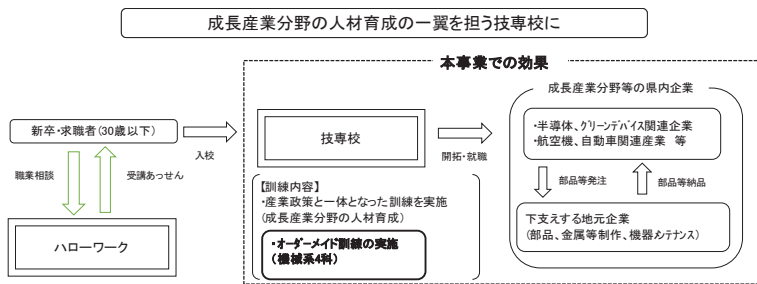 成長産業分野の人材育成の一翼を担う技専校に
本事業での効果
新卒・求職者(30歳以下)
職業相談
受講あっせん
ハローワーク
入校
技専校
【訓練内容】
・産業政策と一体となった訓練を実施
(成長産業分野の人材育成)
・オーダーメイド訓練の実施
(機械系4科)
開拓・就職
成長産業分野等の県内企業
・半導体、グリーンデバイス関連企業
・航空機、自動車関連産業 等
部品等発注
部品等納品
下支えする地元企業
(部品、金属等制作、機器メンテナンス)